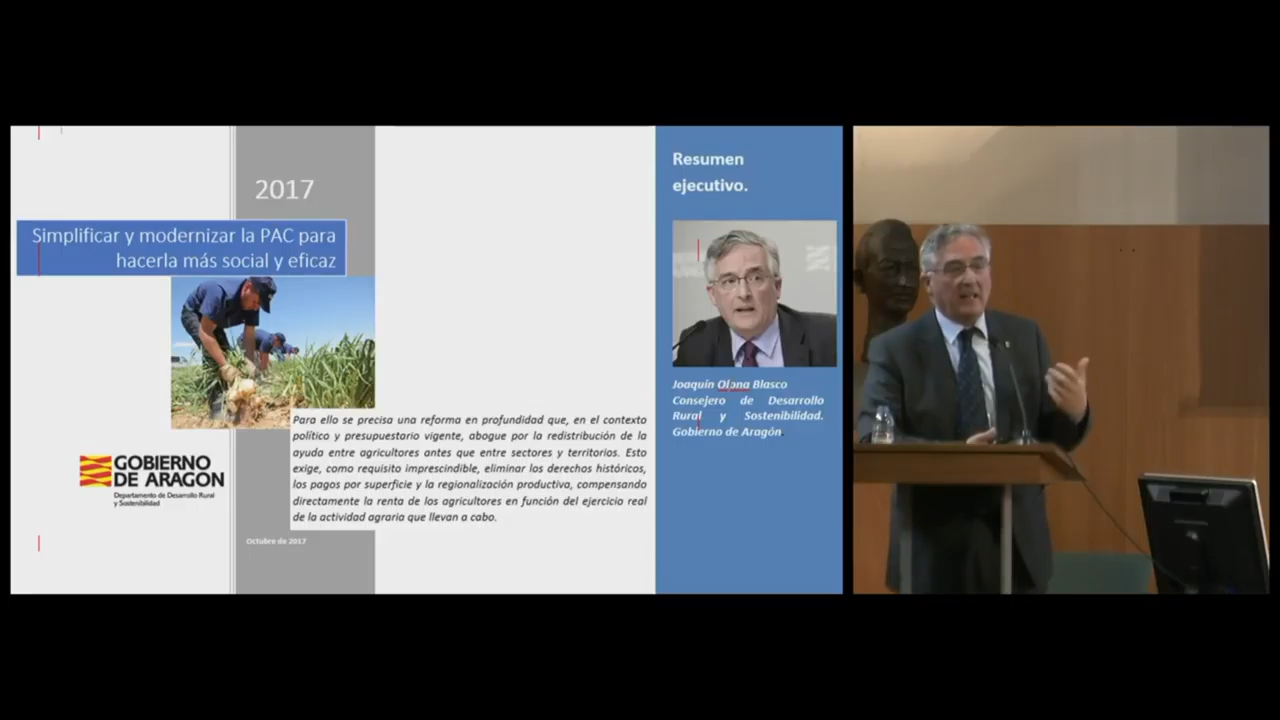 2017
Simplificar y modernizar la PAC para
hacerla más social y eficaz
GOBIERNO
DE ARAGON
Departamento de Desarrollo Rural
y Sostenibilidad
Para ello se precisa una reforma en profundidad que, en el contexto
político y presupuestario vigente, abogue por la redistribución de la
ayuda entre agricultores antes que entre sectores y territorios. Esto
exige, como requisito imprescindible, eliminar los derechos históricos,
los pagos por superficie y la regionalización productiva, compensando
directamente la renta de los agricultores en función del ejercicio real
de la actividad agraria que llevan a cabo.
Octubre de 2017
Resumen
ejecutivo.
Joaquín Olona Blasco
Consejero de Desarrollo
Rural y Sostenibilidad.
Gobierno de Aragón